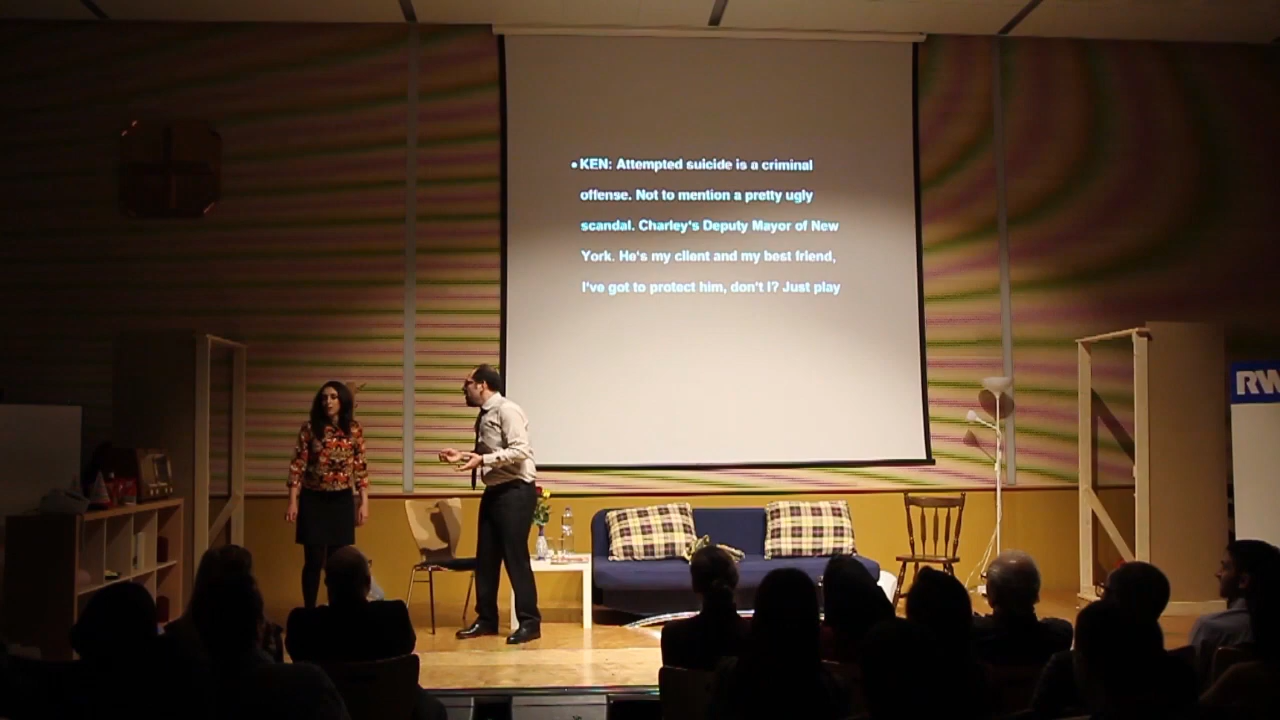 • KEN: Attempted suicide is a criminal
offense. Not to mention a pretty ugly
scandal. Charley's Deputy Mayor of New
York. He's my client and my best friend,
I've got to protect him, don't I? Just play
RW